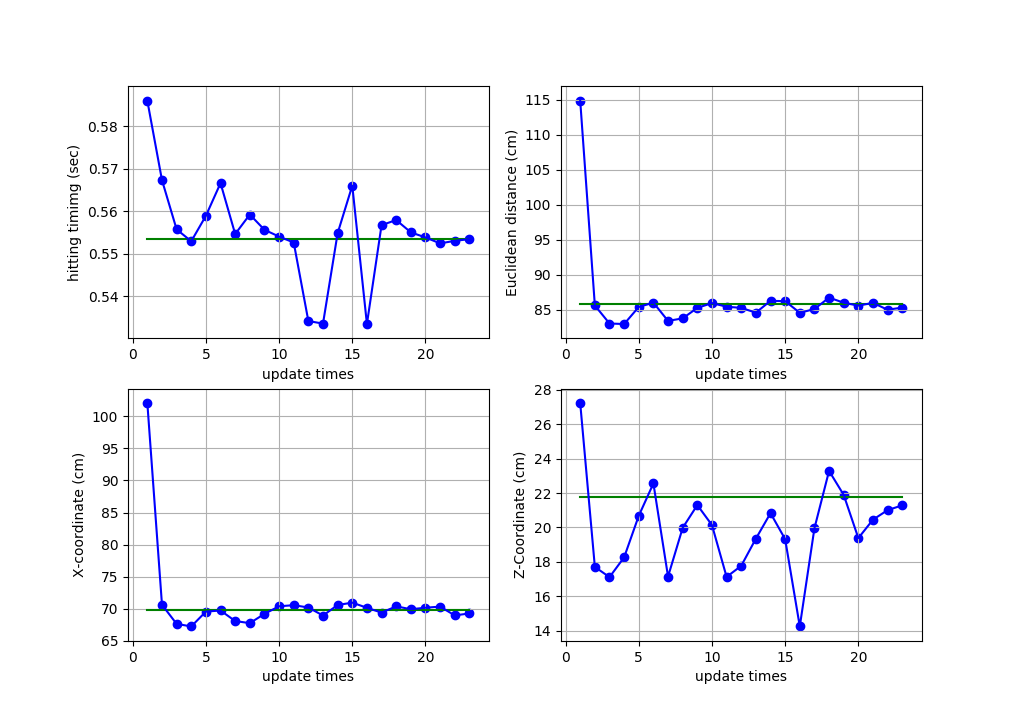 hitting timimg (sec)
0.58
0.57
0.56
0.55
0.54
0 5 10 15 20
update times
Euclidean distance (cm)
115
110
105
100
95
90
85
0 5 10 15 20
update times
X-coordinate (cm)
100
95
90
85
80
75
70
65
0 5 10 15 20
update times
Z-Coordinate (cm)
28
26
24
22
20
18
16
14
0 5 10 15 20
update times